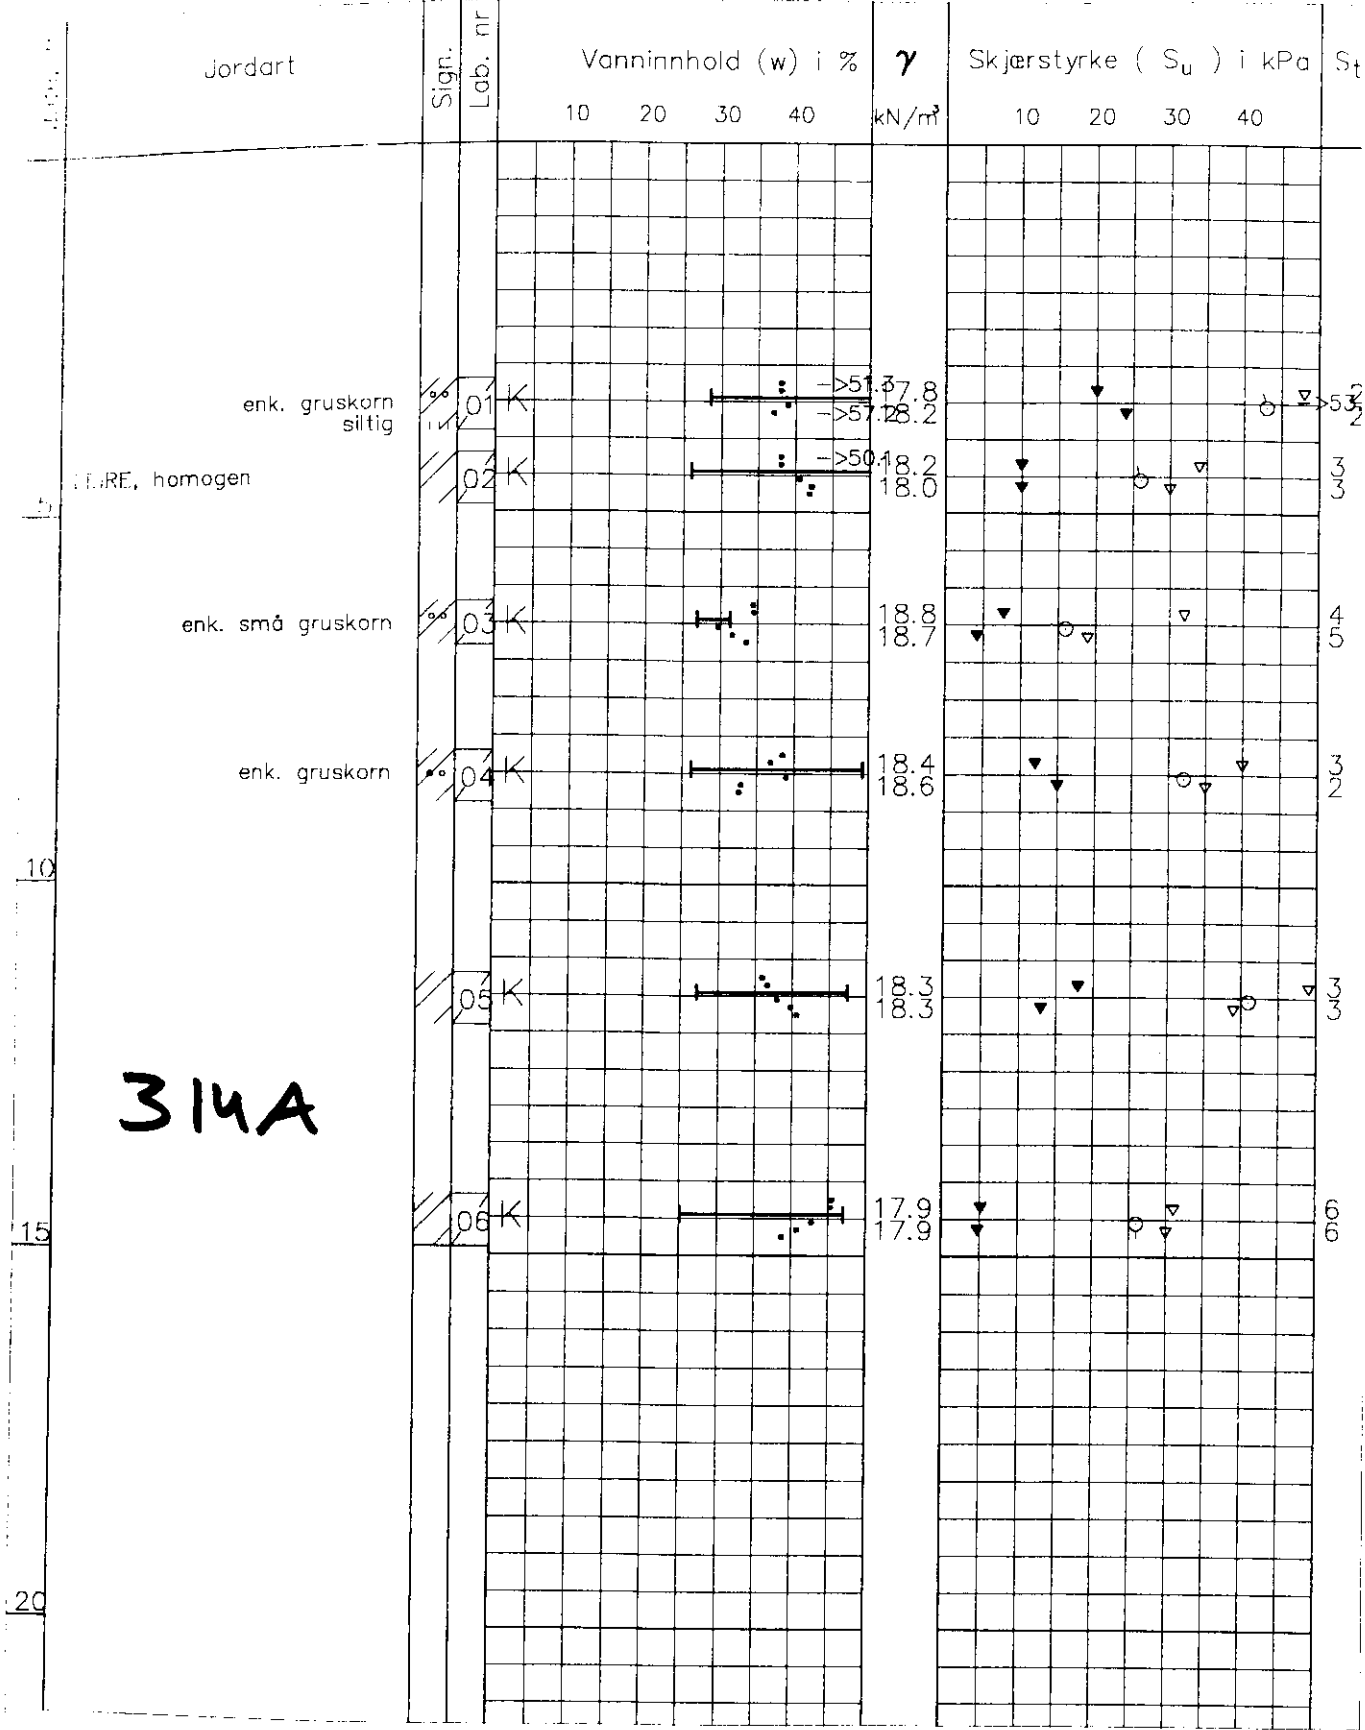 Jordart
Sign.
Lab. nr
Vanninnhold (w) i %
γ
Skjærstyrke ( Su ) i kPa
St
10 20 30 40
kN/m³
10 20 30 40
enk. gruskorn
siltig
01 K
->51.3
17.8
->57.2
18.2
2
2
homogen
02 K
->50.1
18.2
18.0
3
3
5
enk. små gruskorn
03 K
18.8
18.7
4
5
enk. gruskorn
04 K
18.4
18.6
3
2
10
05 K
18.3
18.3
3
3
314A
06 K
17.9
17.9
6
6
15
20